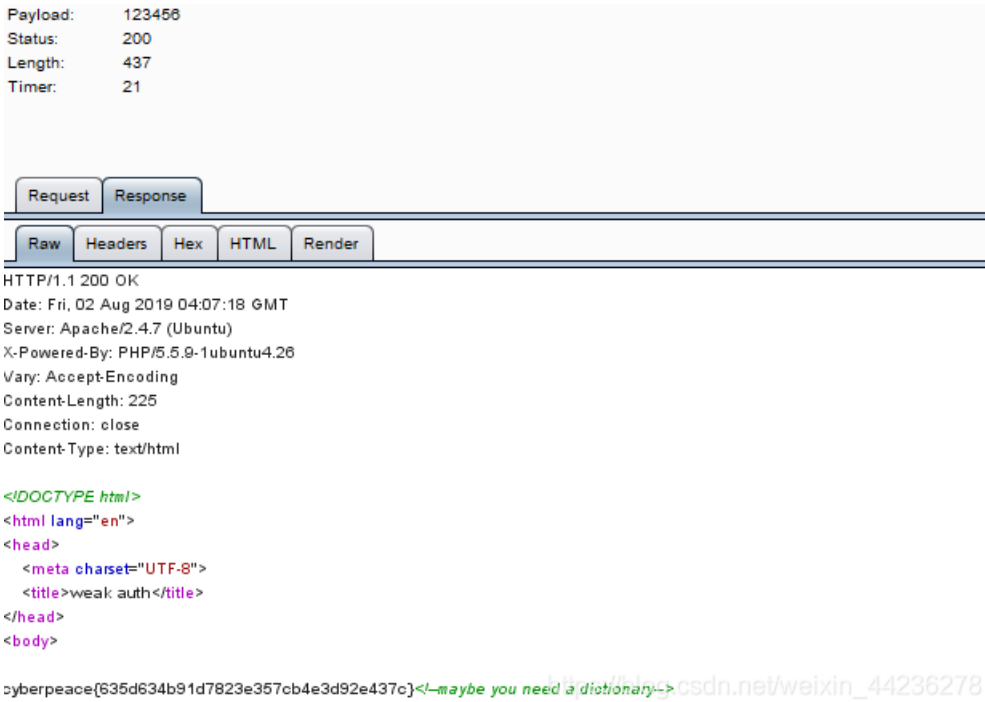 Payload: 123456
Status: 200
Length: 437
Timer: 21
Request Response
Raw Headers Hex HTML Render
HTTP/1.1 200 OK
Date: Fri, 02 Aug 2019 04:07:18 GMT
Server: Apache/2.4.7 (Ubuntu)
X-Powered-By: PHP/5.5.9-1ubuntu4.26
Vary: Accept-Encoding
Content-Length: 225
Connection: close
Content-Type: text/html
<!DOCTYPE html>
<html lang="en">
<head>
<meta charset="UTF-8">
<title>weak auth</title>
</head>
<body>
cyberpeace{635d634b91d7823e357cb4e3d92e437c}<!--maybe you need a dictionary-->
https://blog.csdn.net/weixin_44236278